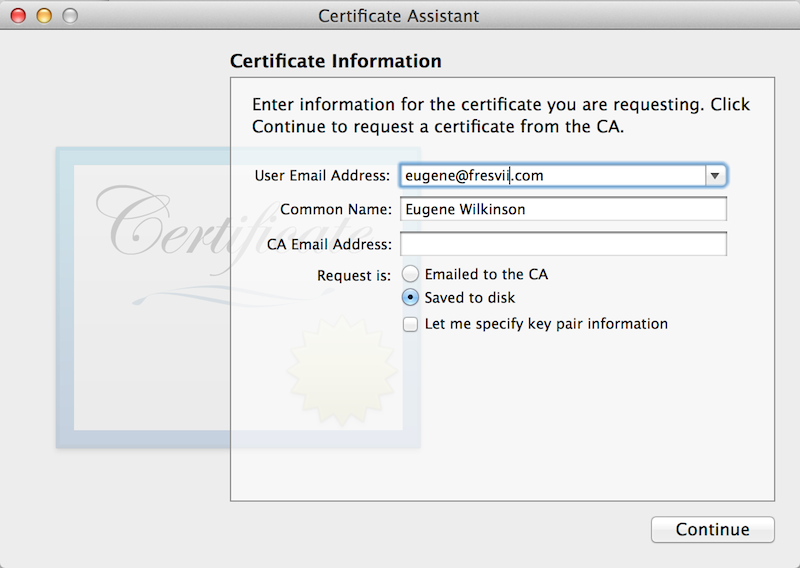 Certificate Assistant
Certificate Information
Enter information for the certificate you are requesting. Click
Continue to request a certificate from the CA.
User Email Address: eugene@fresvii.com
Common Name: Eugene Wilkinson
CA Email Address:
Request is: Emailed to the CA
Saved to disk
Let me specify key pair information
Certificate
Continue